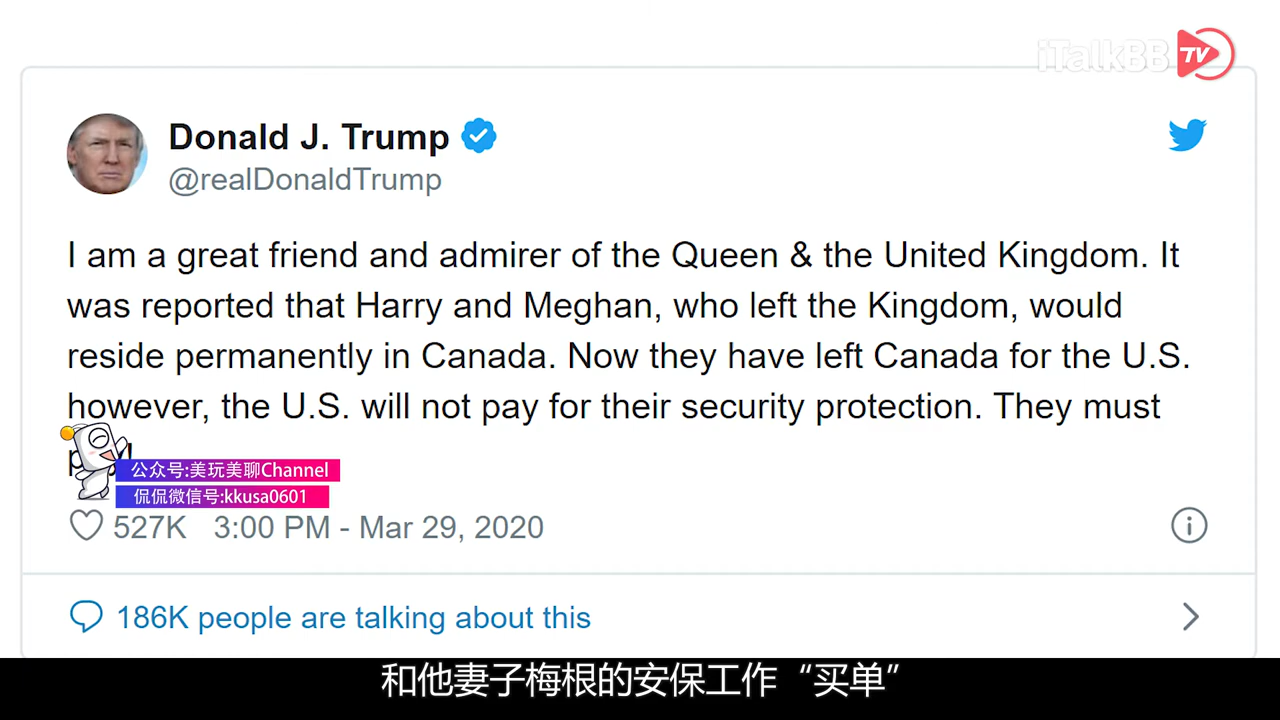 iTalkBB TV
Donald J. Trump
@realDonaldTrump
I am a great friend and admirer of the Queen & the United Kingdom. It
was reported that Harry and Meghan, who left the Kingdom, would
reside permanently in Canada. Now they have left Canada for the U.S.
however, the U.S. will not pay for their security protection. They must
公众号:美玩美聊Channel
侃侃微信号:kkusa0601
527K 3:00 PM - Mar 29, 2020
186K people are talking about this
和他妻子梅根的安保工作“买单”